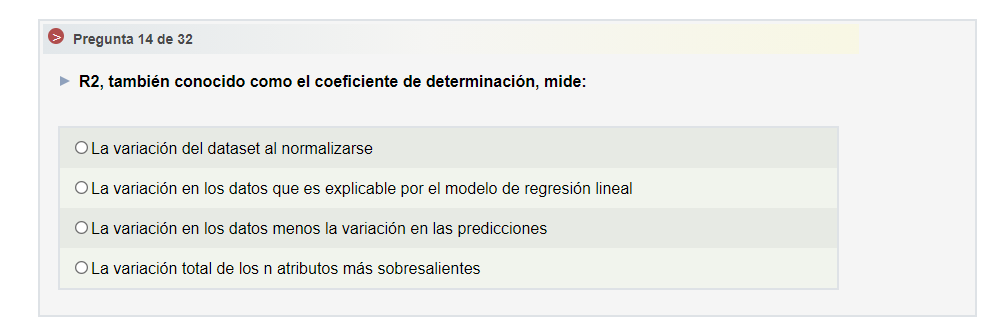 Pregunta 14 de 32
R2, también conocido como el coeficiente de determinación, mide:
La variación del dataset al normalizarse
La variación en los datos que es explicable por el modelo de regresión lineal
La variación en los datos menos la variación en las predicciones
La variación total de los n atributos más sobresalientes